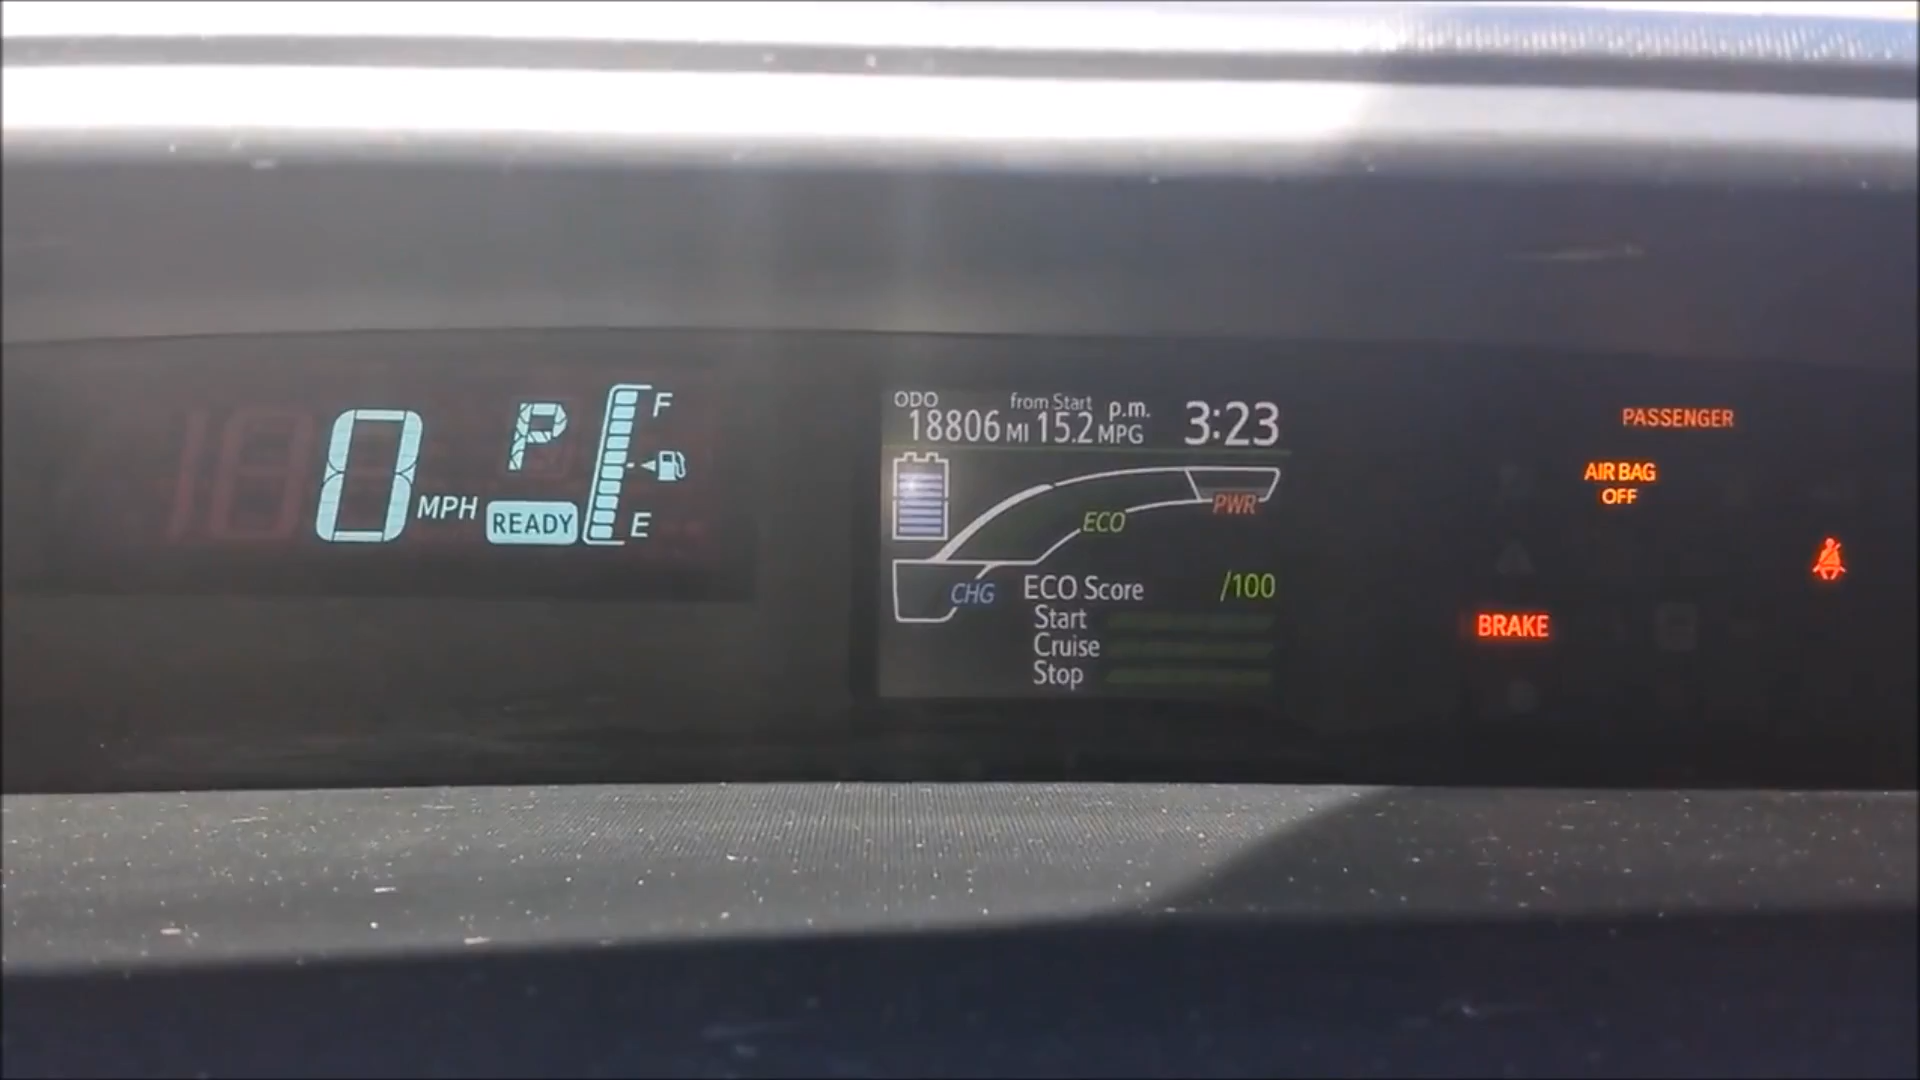 0 MPH
P
READY
F
E
ODO
18806 MI
from Start
15.2 MPG
p.m. 3:23
PWR
ECO
CHG
ECO Score /100
Start
Cruise
Stop
PASSENGER
AIR BAG
OFF
BRAKE